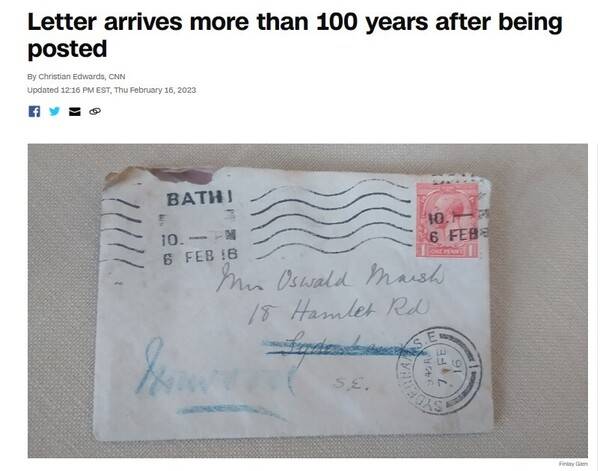 Letter arrives more than 100 years after being
posted
By Christian Edwards, CNN
Updated 12:16 PM EST, Thu February 16, 2023
BATH
10. — PM
6 FEB 16
10.
6 FEB
ONE PENNY
Mrs Oswald Marsh
18 Hamlet Rd
S.E.
SYDENHAM S.E.
7 FE
16
Finlay Glen